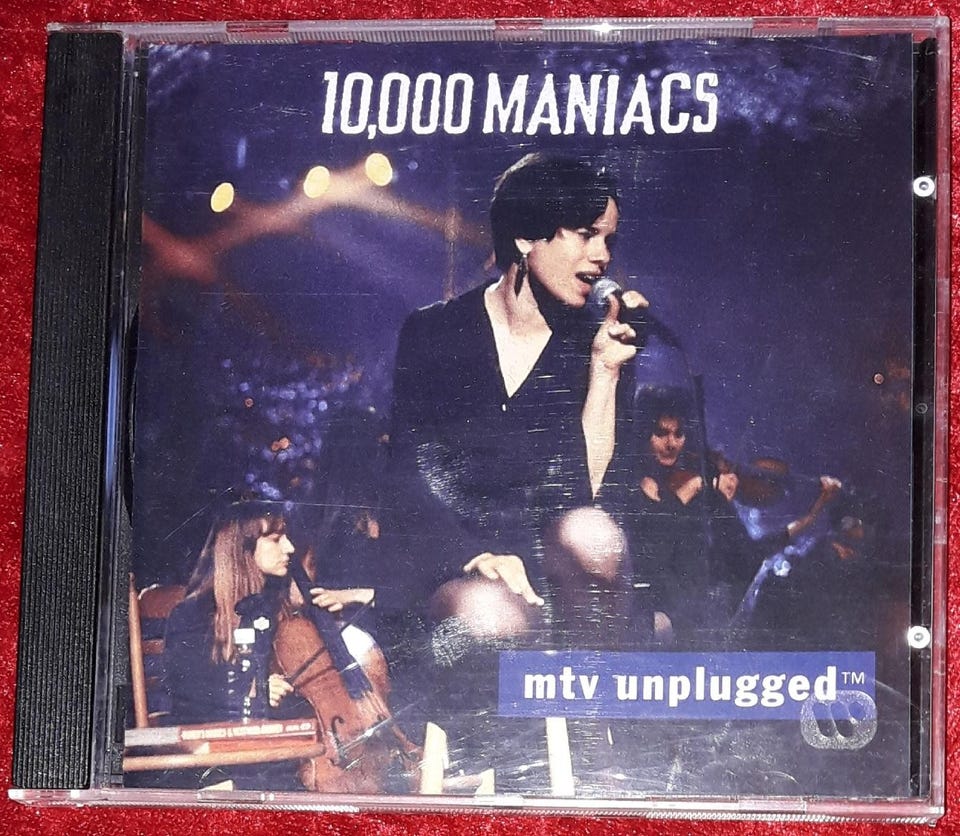 10,000 MANIACS
mtv unplugged™